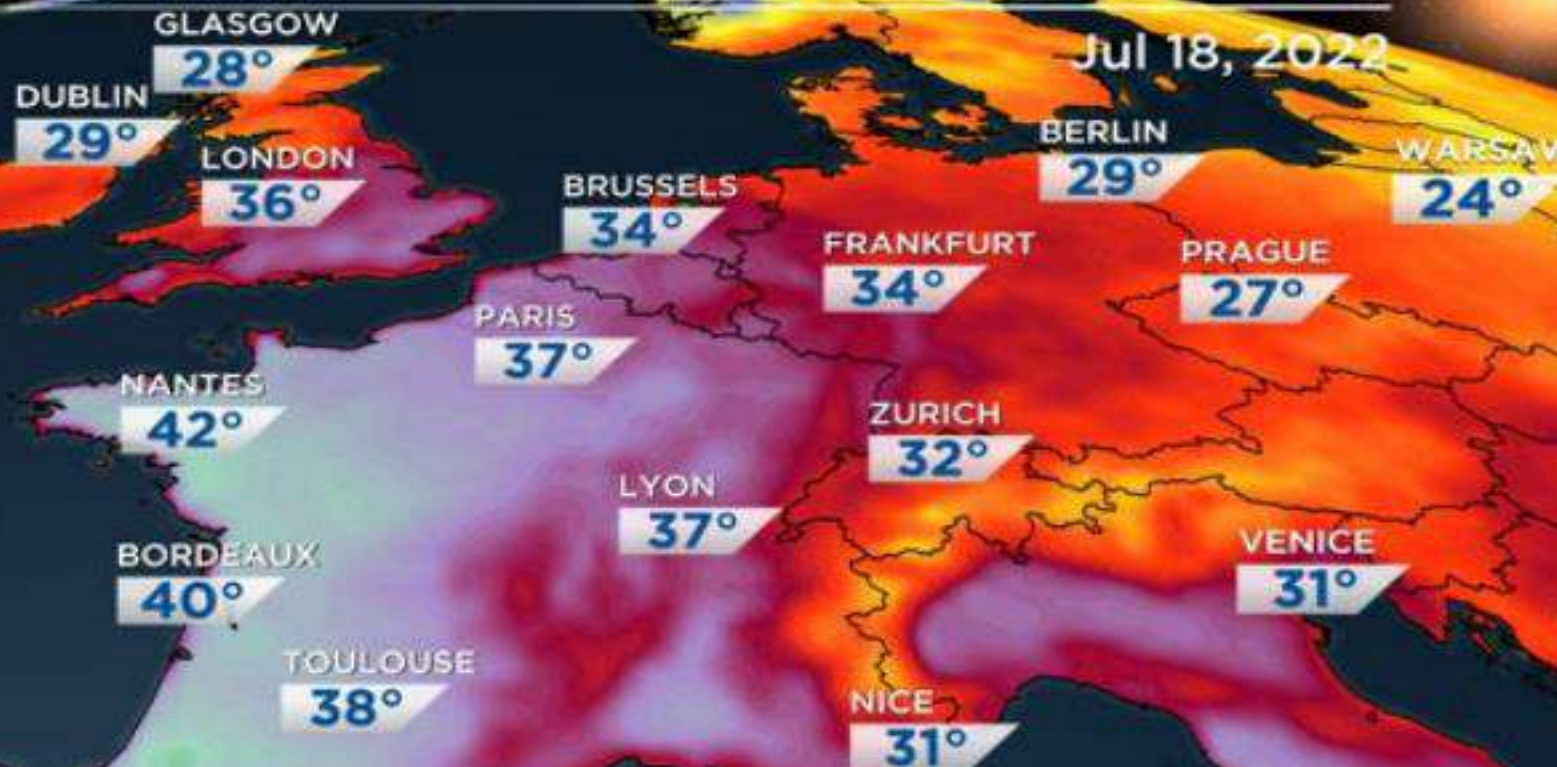 Jul 18, 2022
GLASGOW
28°
DUBLIN
29°
LONDON
36°
BRUSSELS
34°
BERLIN
29°
WARSAW
24°
FRANKFURT
34°
PRAGUE
27°
PARIS
37°
NANTES
42°
ZURICH
32°
LYON
37°
BORDEAUX
40°
VENICE
31°
TOULOUSE
38°
NICE
31°